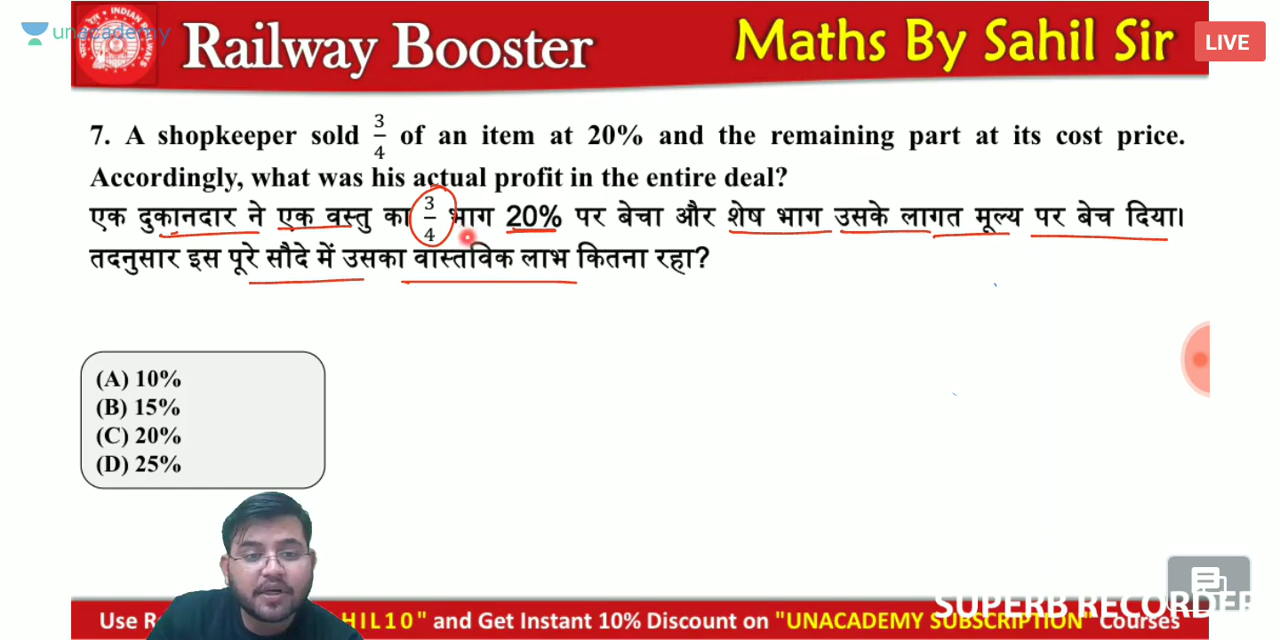 unacademy
INDIAN RAILWAYS
Railway Booster
Maths By Sahil Sir
LIVE
7. A shopkeeper sold 3/4 of an item at 20% and the remaining part at its cost price.
Accordingly, what was his actual profit in the entire deal?
एक दुकानदार ने एक वस्तु का 3/4 भाग 20% पर बेचा और शेष भाग उसके लागत मूल्य पर बेच दिया।
तदनुसार इस पूरे सौदे में उसका वास्तविक लाभ कितना रहा?
(A) 10%
(B) 15%
(C) 20%
(D) 25%
Use HIL10" and Get Instant 10% Discount on "UNACADEMY SUBSCRIPTION" Courses
SUPERB RECORDER